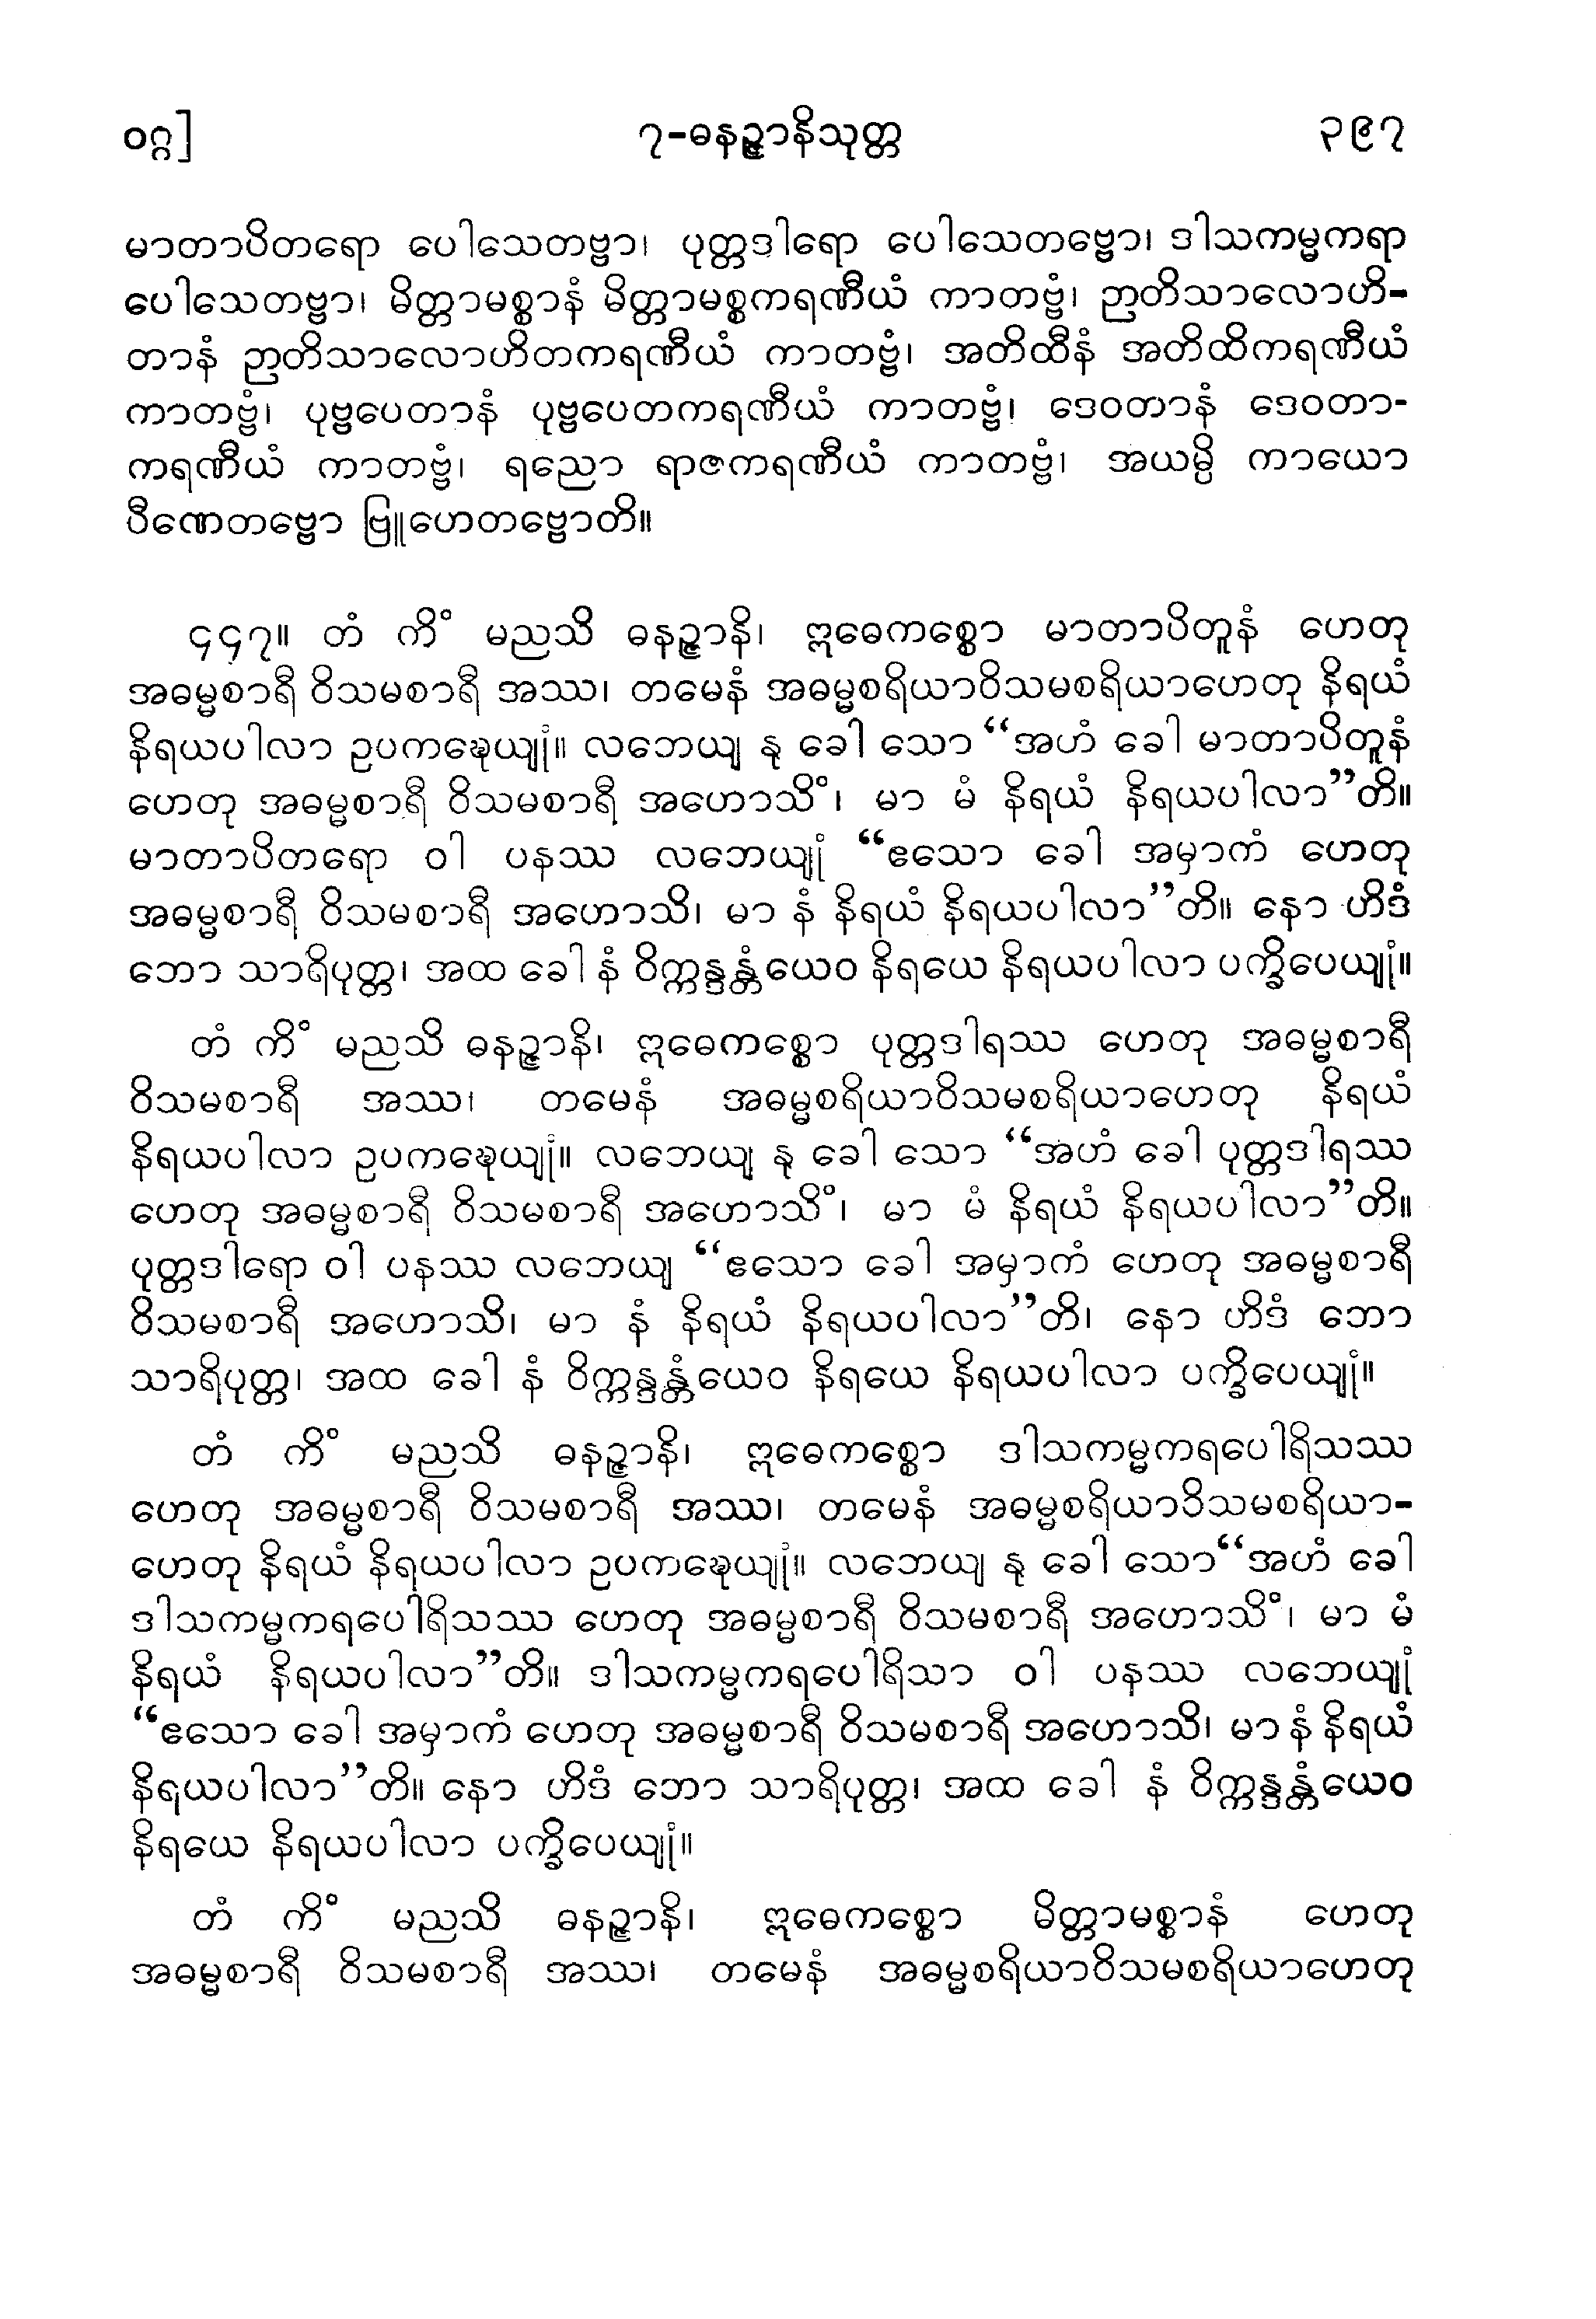 ဝဂ္ဂ]
၇-ဓနဉ္ဇာနိသုတ္တ
၃၉၇
မာတာပိတရော ပေါသေတဗ္ဗာ၊ ပုတ္တဒါရော ပေါသေတဗ္ဗော၊ ဒါသကမ္မကရာ
ပေါသေတဗ္ဗာ၊ မိတ္တာမစ္စာနံ မိတ္တာမစ္စကရဏီယံ ကာတဗ္ဗံ၊ ဉာတိသာလောဟိ-
တာနံ ဉာတိသာလောဟိတကရဏီယံ ကာတဗ္ဗံ၊ အတိထီနံ အတိထိကရဏီယံ
ကာတဗ္ဗံ၊ ပုဗ္ဗပေတာနံ ပုဗ္ဗပေတကရဏီယံ ကာတဗ္ဗံ၊ ဒေဝတာနံ ဒေဝတာ-
ကရဏီယံ ကာတဗ္ဗံ၊ ရညော ရာဇကရဏီယံ ကာတဗ္ဗံ၊ အယမ္ပိ ကာယော
ပီဏေတဗ္ဗော ဗြူဟေတဗ္ဗောတိ။
၄၄၇။ တံ ကိံ မညသိ ဓနဉ္ဇာနိ၊ ဣဓေကစ္စော မာတာပိတူနံ ဟေတု
အဓမ္မစာရီ ဝိသမစာရီ အဿ၊ တမေနံ အဓမ္မစရိယာဝိသမစရိယာဟေတု နိရယံ
နိရယပါလာ ဥပကဍ္ဎေယျုံ။ လဘေယျ နု ခေါ သော “အဟံ ခေါ မာတာပိတူနံ
ဟေတု အဓမ္မစာရီ ဝိသမစာရီ အဟောသိံ၊ မာ မံ နိရယံ နိရယပါလာ”တိ။
မာတာပိတရော ဝါ ပနဿ လဘေယျုံ “ဧသော ခေါ အမှာကံ ဟေတု
အဓမ္မစာရီ ဝိသမစာရီ အဟောသိ၊ မာ နံ နိရယံ နိရယပါလာ”တိ။ နော ဟိဒံ
ဘော သာရိပုတ္တ၊ အထ ခေါ နံ ဝိက္ကန္ဒန္တံယေဝ နိရယေ နိရယပါလာ ပက္ခိပေယျုံ။
တံ ကိံ မညသိ ဓနဉ္ဇာနိ၊ ဣဓေကစ္စော ပုတ္တဒါရဿ ဟေတု အဓမ္မစာရီ
ဝိသမစာရီ အဿ၊ တမေနံ အဓမ္မစရိယာဝိသမစရိယာဟေတု နိရယံ
နိရယပါလာ ဥပကဍ္ဎေယျုံ။ လဘေယျ နု ခေါ သော “အဟံ ခေါ ပုတ္တဒါရဿ
ဟေတု အဓမ္မစာရီ ဝိသမစာရီ အဟောသိံ၊ မာ မံ နိရယံ နိရယပါလာ”တိ။
ပုတ္တဒါရော ဝါ ပနဿ လဘေယျ “ဧသော ခေါ အမှာကံ ဟေတု အဓမ္မစာရီ
ဝိသမစာရီ အဟောသိ၊ မာ နံ နိရယံ နိရယပါလာ”တိ၊ နော ဟိဒံ ဘော
သာရိပုတ္တ၊ အထ ခေါ နံ ဝိက္ကန္ဒန္တံယေဝ နိရယေ နိရယပါလာ ပက္ခိပေယျုံ။
တံ ကိံ မညသိ ဓနဉ္ဇာနိ၊ ဣဓေကစ္စော ဒါသကမ္မကရပေါရိသဿ
ဟေတု အဓမ္မစာရီ ဝိသမစာရီ အဿ၊ တမေနံ အဓမ္မစရိယာဝိသမစရိယာ-
ဟေတု နိရယံ နိရယပါလာ ဥပကဍ္ဎေယျုံ။ လဘေယျ နု ခေါ သော“အဟံ ခေါ
ဒါသကမ္မကရပေါရိသဿ ဟေတု အဓမ္မစာရီ ဝိသမစာရီ အဟောသိံ၊ မာ မံ
နိရယံ နိရယပါလာ”တိ။ ဒါသကမ္မကရပေါရိသာ ဝါ ပနဿ လဘေယျုံ
“ဧသော ခေါ အမှာကံ ဟေတု အဓမ္မစာရီ ဝိသမစာရီ အဟောသိ၊ မာ နံ နိရယံ
နိရယပါလာ”တိ။ နော ဟိဒံ ဘော သာရိပုတ္တ၊ အထ ခေါ နံ ဝိက္ကန္ဒန္တံယေဝ
နိရယေ နိရယပါလာ ပက္ခိပေယျုံ။
တံ ကိံ မညသိ ဓနဉ္ဇာနိ၊ ဣဓေကစ္စော မိတ္တာမစ္စာနံ ဟေတု
အဓမ္မစာရီ ဝိသမစာရီ အဿ၊ တမေနံ အဓမ္မစရိယာဝိသမစရိယာဟေတု